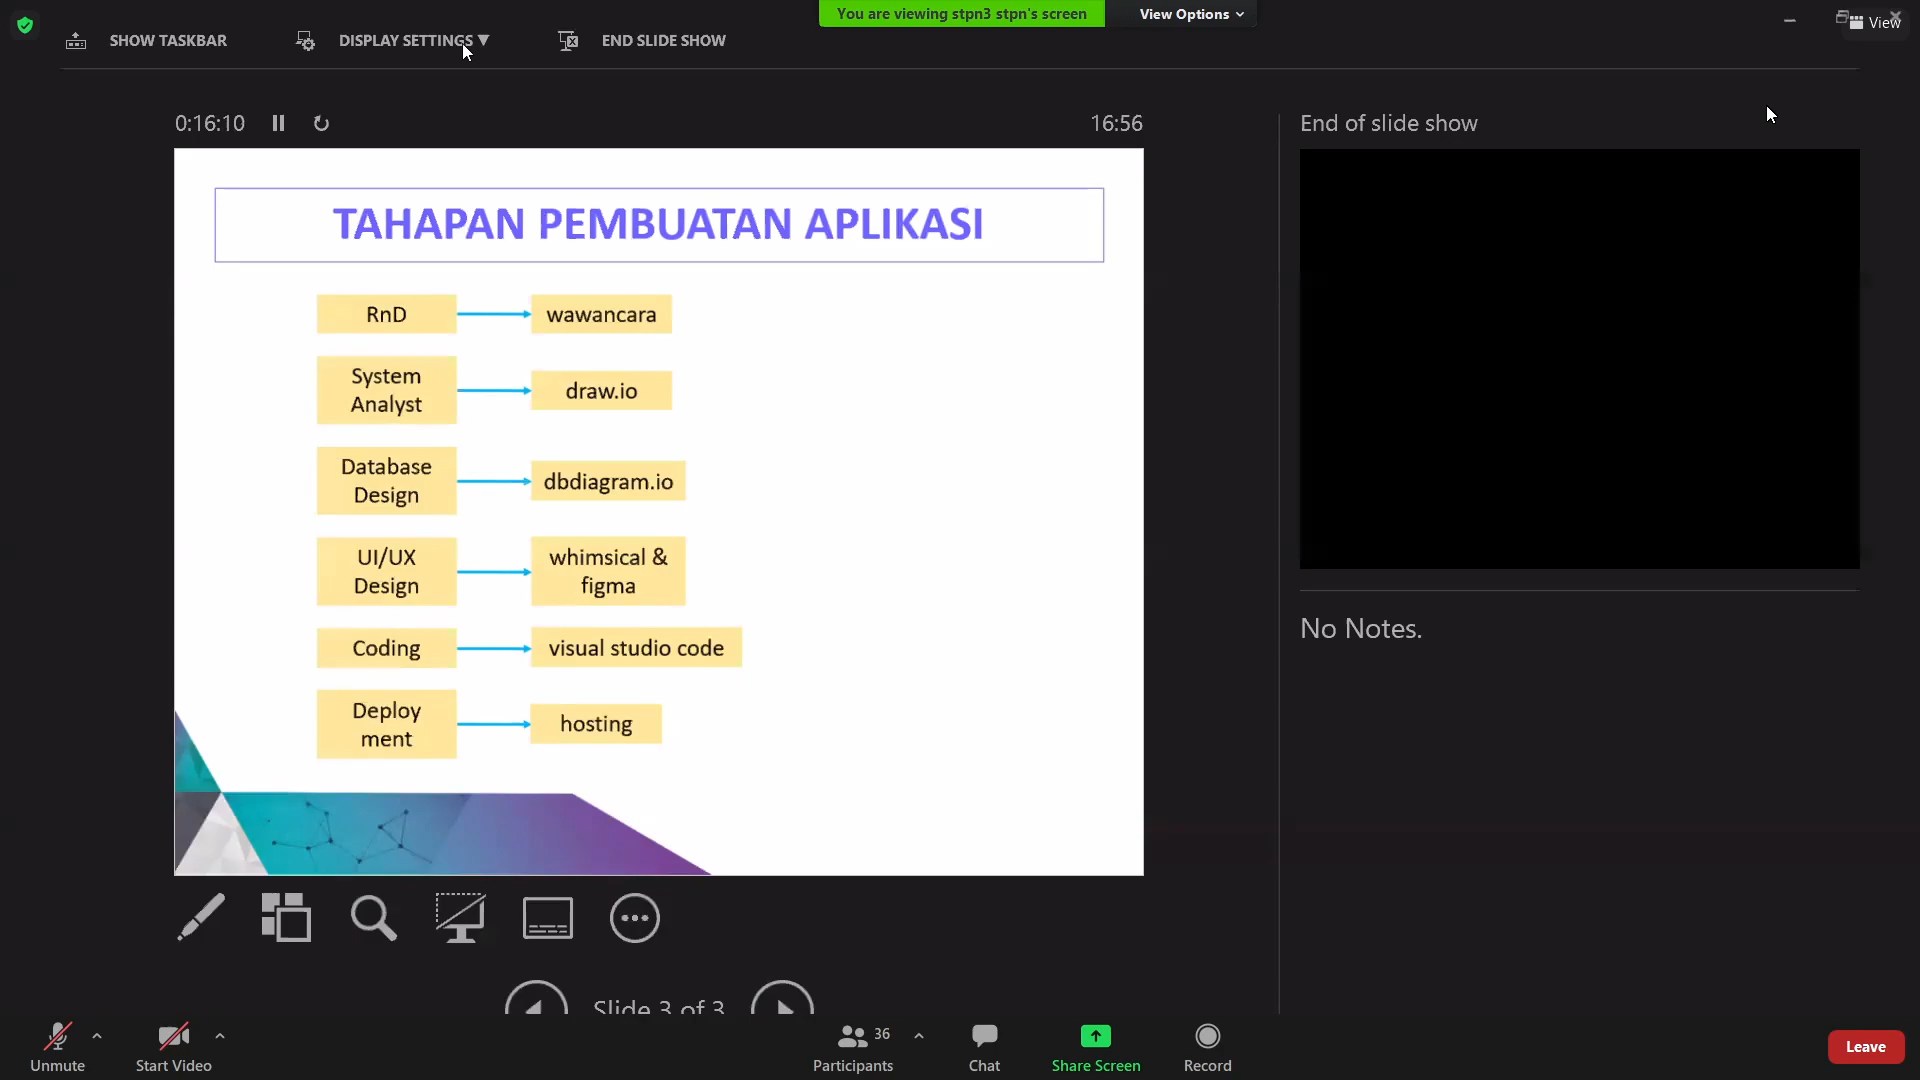 You are viewing stpn3 stpn's screen
View Options
View
SHOW TASKBAR
DISPLAY SETTINGS ▼
END SLIDE SHOW
0:16:10
16:56
End of slide show
TAHAPAN PEMBUATAN APLIKASI
RnD
wawancara
System
Analyst
draw.io
Database
Design
dbdiagram.io
UI/UX
Design
whimsical &
figma
Coding
visual studio code
Deploy
ment
hosting
No Notes.
Slide 3 of 3
Unmute
Start Video
36
Participants
Chat
Share Screen
Record
Leave